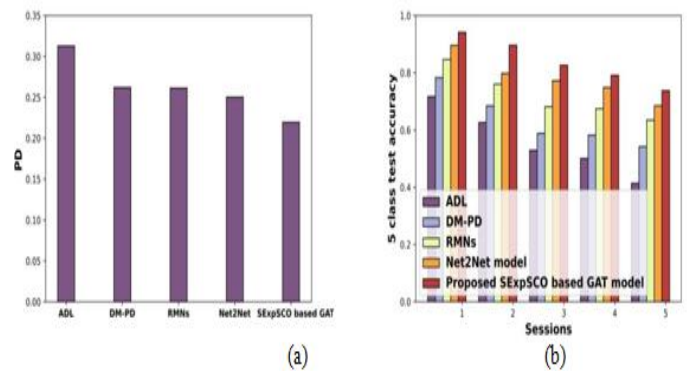 0.35
0.30
0.25
0.20
0.15
0.10
0.05
0.00
PD
ADL DM-PD RMNs Net2Net SExpSCO based GAT
(a)
1.0
0.8
0.6
0.4
0.2
0.0
5 class test accuracy
ADL
DM-PD
RMNs
Net2Net model
Proposed SExpSCO based GAT model
1 2 3 4 5
Sessions
(b)